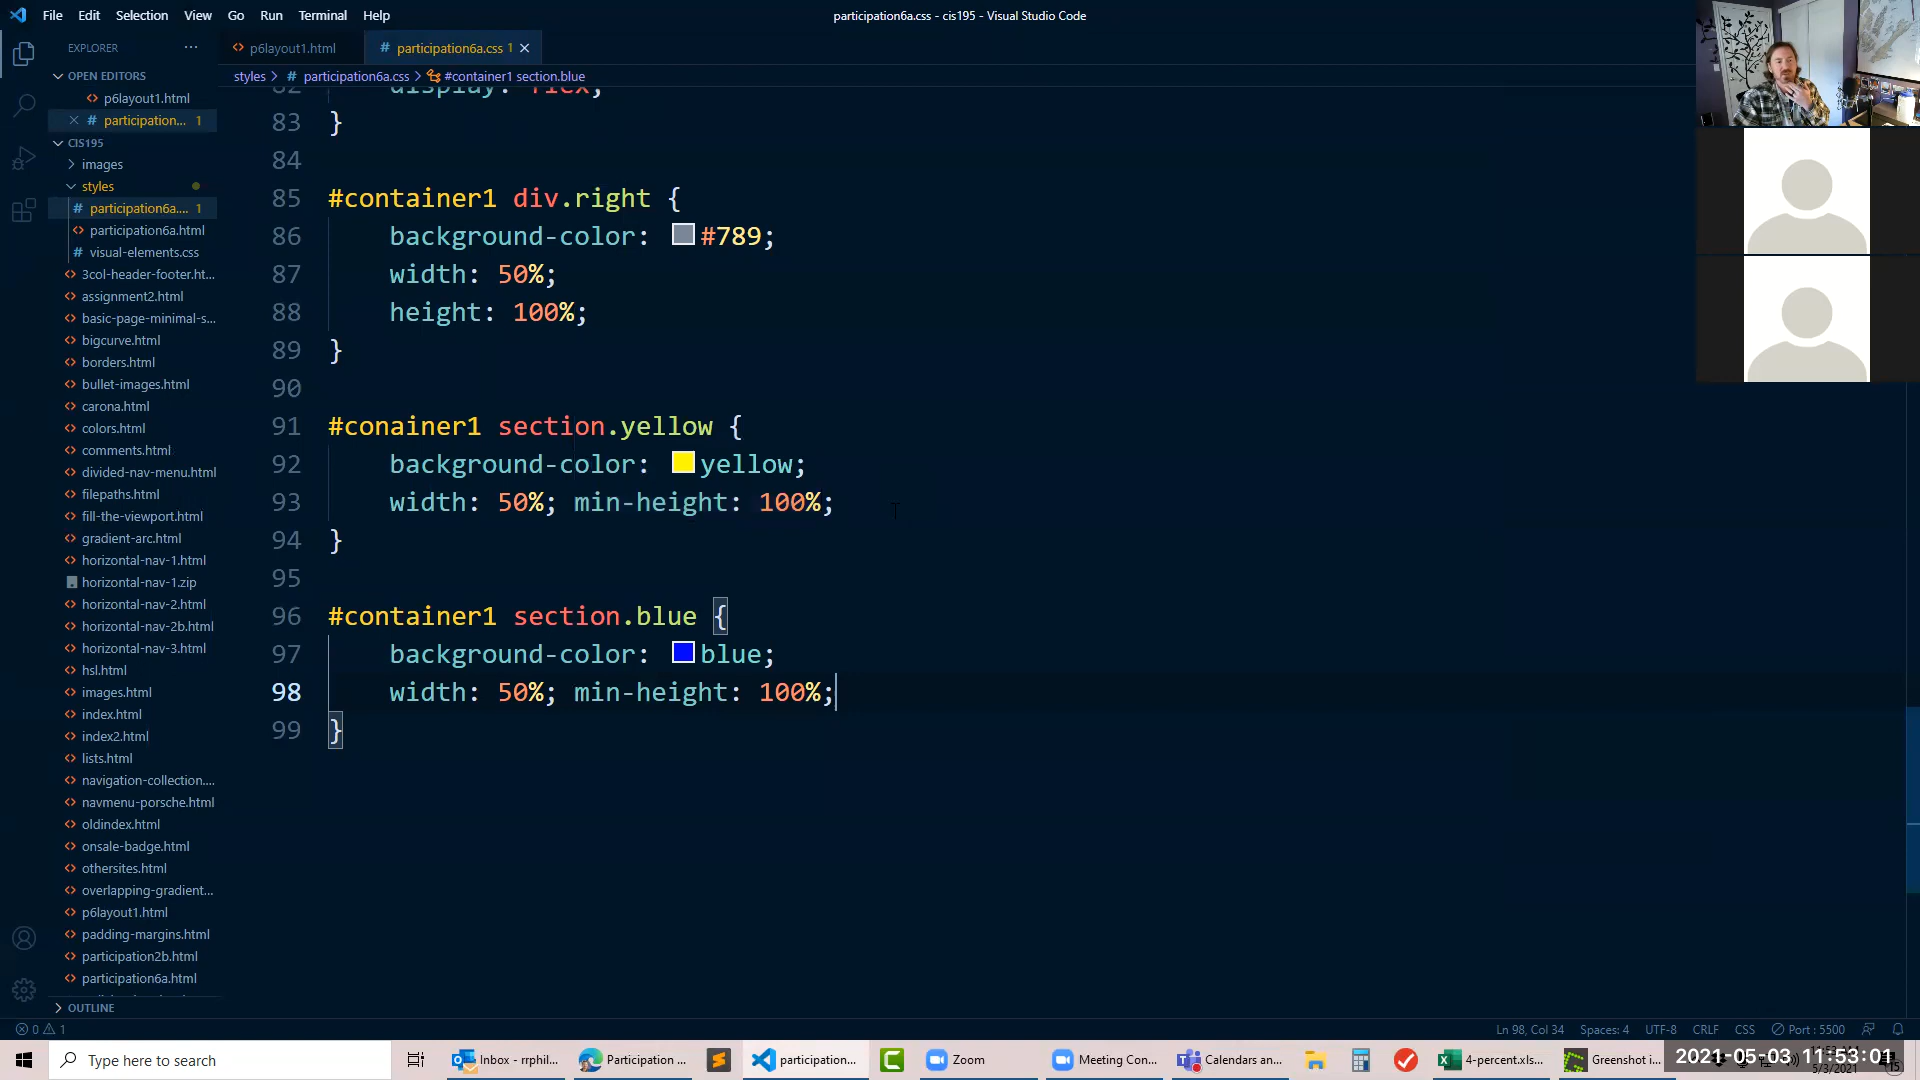 File Edit Selection View Go Run Terminal Help
participation6a.css - cis195 - Visual Studio Code
EXPLORER ···
OPEN EDITORS
p6layout1.html
participation... 1
CIS195
images
styles
participation6a.... 1
participation6a.html
visual-elements.css
3col-header-footer.ht...
assignment2.html
basic-page-minimal-s...
bigcurve.html
borders.html
bullet-images.html
carona.html
colors.html
comments.html
divided-nav-menu.html
filepaths.html
fill-the-viewport.html
gradient-arc.html
horizontal-nav-1.html
horizontal-nav-1.zip
horizontal-nav-2.html
horizontal-nav-2b.html
horizontal-nav-3.html
hsl.html
images.html
index.html
index2.html
lists.html
navigation-collection....
navmenu-porsche.html
oldindex.html
onsale-badge.html
othersites.html
overlapping-gradient...
p6layout1.html
padding-margins.html
participation2b.html
participation6a.html
OUTLINE
p6layout1.html
# participation6a.css 1
styles > # participation6a.css > #container1 section.blue
82 display: flex;
83 }
84
85 #container1 div.right {
86 background-color: #789;
87 width: 50%;
88 height: 100%;
89 }
90
91 #conainer1 section.yellow {
92 background-color: yellow;
93 width: 50%; min-height: 100%;
94 }
95
96 #container1 section.blue {
97 background-color: blue;
98 width: 50%; min-height: 100%;
99 }
0 1
Ln 98, Col 34 Spaces: 4 UTF-8 CRLF CSS Port : 5500
Type here to search
Inbox - rrphil...
Participation ...
participation...
Zoom
Meeting Con...
Calendars an...
4-percent.xls...
Greenshot i...
2021-05-03 11:53:01
5/3/2021